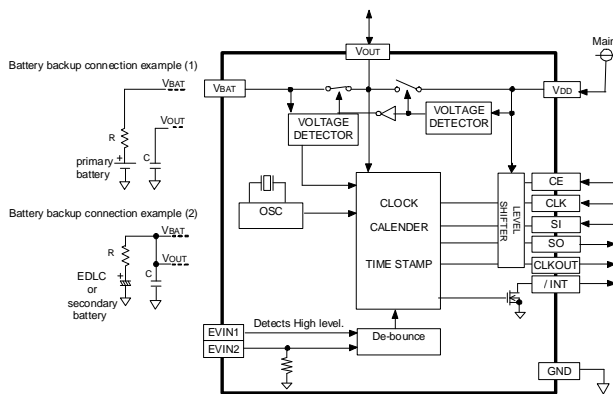 VOUT
Main
Battery backup connection example (1)
VBAT
VBAT
VDD
VOUT
VOLTAGE
DETECTOR
VOLTAGE
DETECTOR
R
C
primary
battery
CE
CLOCK
CLK
LEVEL
SHIFTER
SI
OSC
CALENDER
SO
Battery backup connection example (2)
VBAT
TIME STAMP
CLKOUT
R
VOUT
/ INT
C
EDLC
or
secondary
battery
EVIN1
Detects High level.
De-bounce
EVIN2
GND